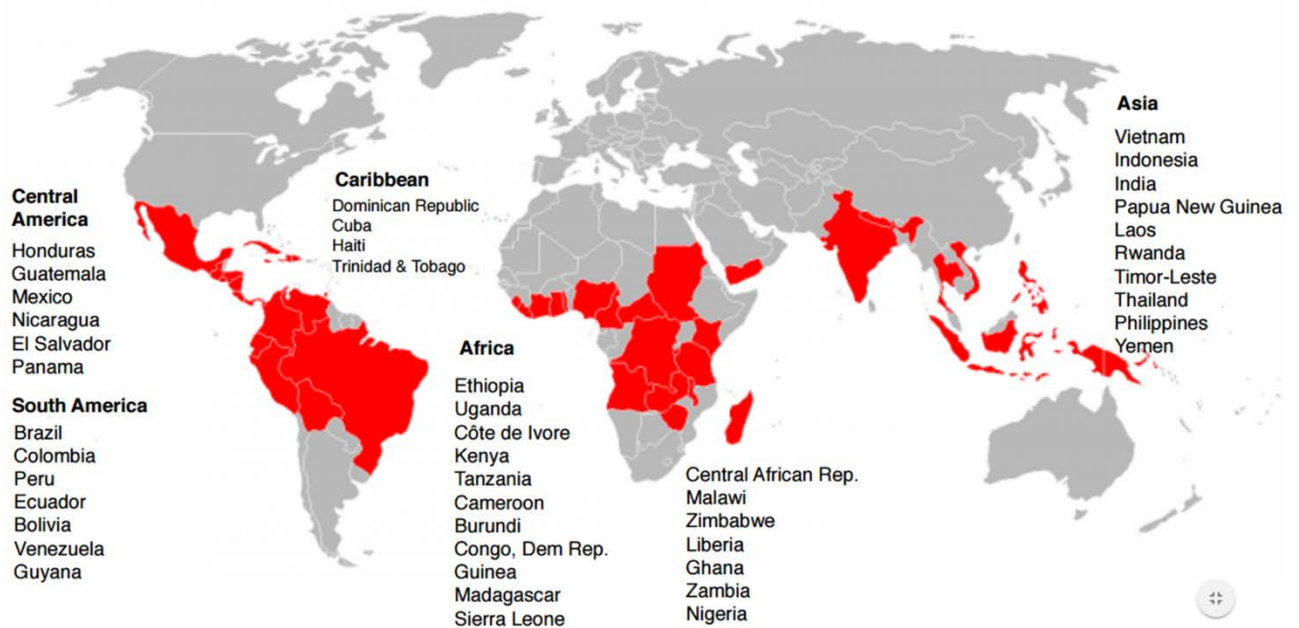 Central
America
Honduras
Guatemala
Mexico
Nicaragua
El Salvador
Panama
South America
Brazil
Colombia
Peru
Ecuador
Bolivia
Venezuela
Guyana
Caribbean
Dominican Republic
Cuba
Haiti
Trinidad & Tobago
Africa
Ethiopia
Uganda
Côte de Ivore
Kenya
Tanzania
Cameroon
Burundi
Congo, Dem Rep.
Guinea
Madagascar
Sierra Leone
Central African Rep.
Malawi
Zimbabwe
Liberia
Ghana
Zambia
Nigeria
Asia
Vietnam
Indonesia
India
Papua New Guinea
Laos
Rwanda
Timor-Leste
Thailand
Philippines
Yemen